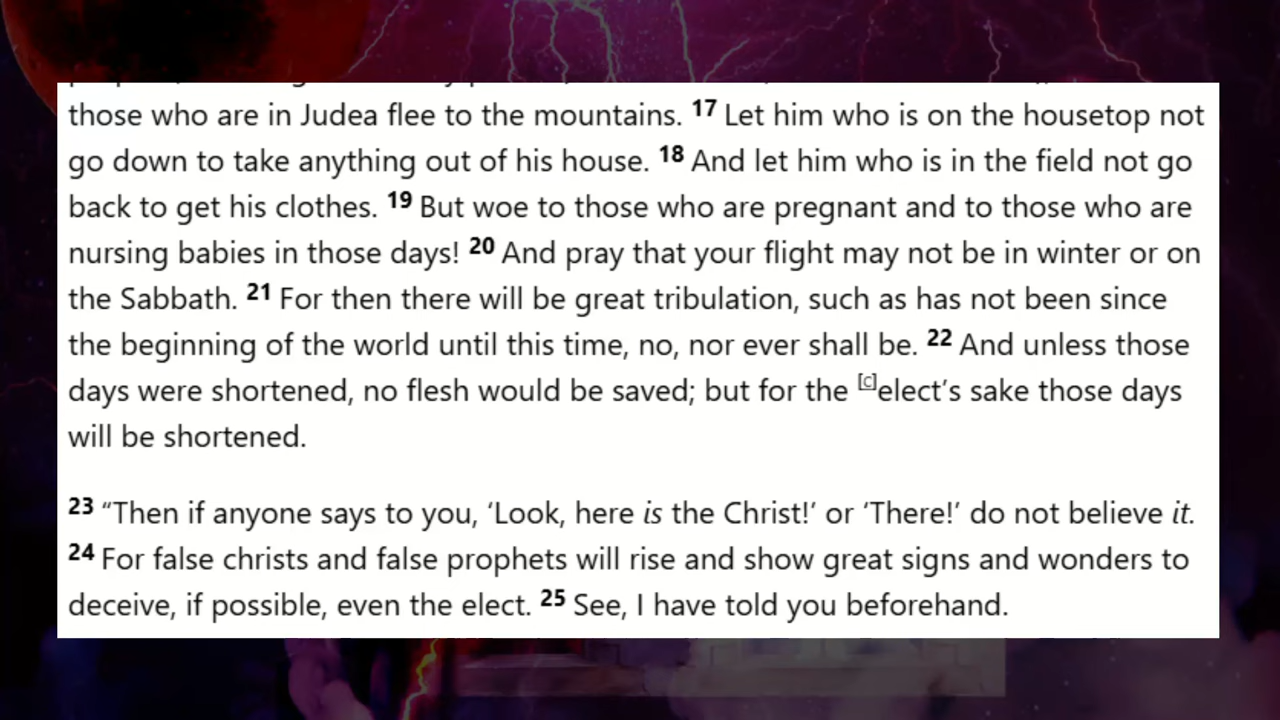 those who are in Judea flee to the mountains. 17 Let him who is on the housetop not
go down to take anything out of his house. 18 And let him who is in the field not go
back to get his clothes. 19 But woe to those who are pregnant and to those who are
nursing babies in those days! 20 And pray that your flight may not be in winter or on
the Sabbath. 21 For then there will be great tribulation, such as has not been since
the beginning of the world until this time, no, nor ever shall be. 22 And unless those
days were shortened, no flesh would be saved; but for the [c]elect’s sake those days
will be shortened.
23 “Then if anyone says to you, ‘Look, here is the Christ!’ or ‘There!’ do not believe it.
24 For false christs and false prophets will rise and show great signs and wonders to
deceive, if possible, even the elect. 25 See, I have told you beforehand.